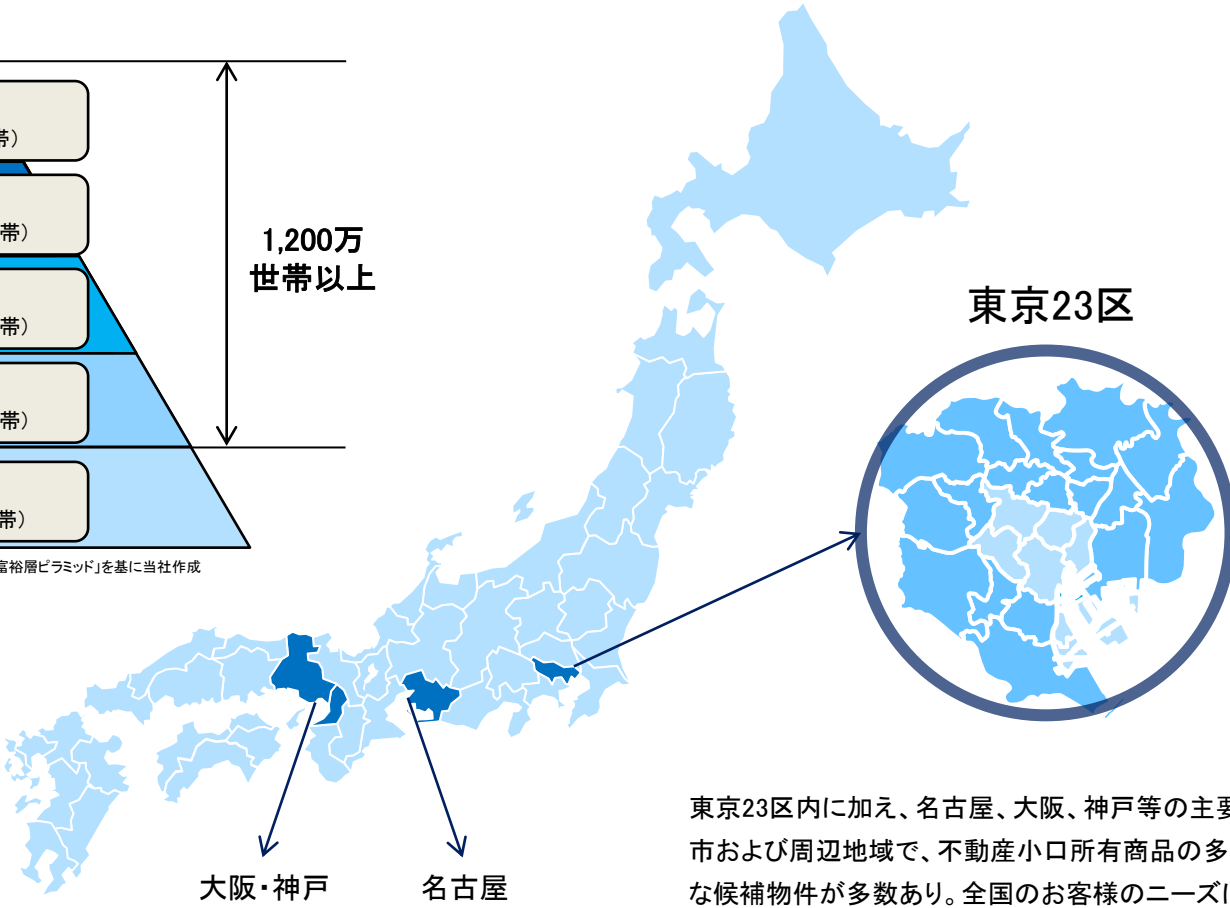 帯）
帯）
帯）
帯）
帯）
1,200万
世帯以上
富裕層ピラミッド」を基に当社作成
東京23区
大阪・神戸
名古屋
東京23区内に加え、名古屋、大阪、神戸等の主要
市および周辺地域で、不動産小口所有商品の多
な候補物件が多数あり。全国のお客様のニーズに